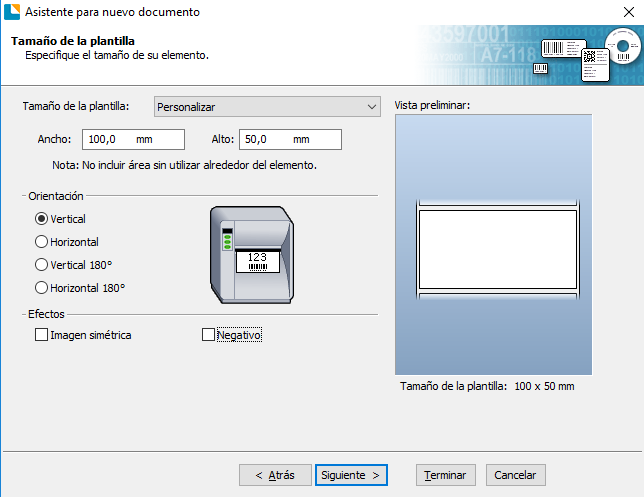 Asistente para nuevo documento
Tamaño de la plantilla
Especifique el tamaño de su elemento.
8597001
A7-118
Tamaño de la plantilla: Personalizar
Vista preliminar:
Ancho: 100,0 mm Alto: 50,0 mm
Nota: No incluir área sin utilizar alrededor del elemento.
Orientación
Vertical
Horizontal
Vertical 180°
Horizontal 180°
123
Efectos
Imagen simétrica
Negativo
Tamaño de la plantilla: 100 x 50 mm
< Atrás
Siguiente >
Terminar
Cancelar